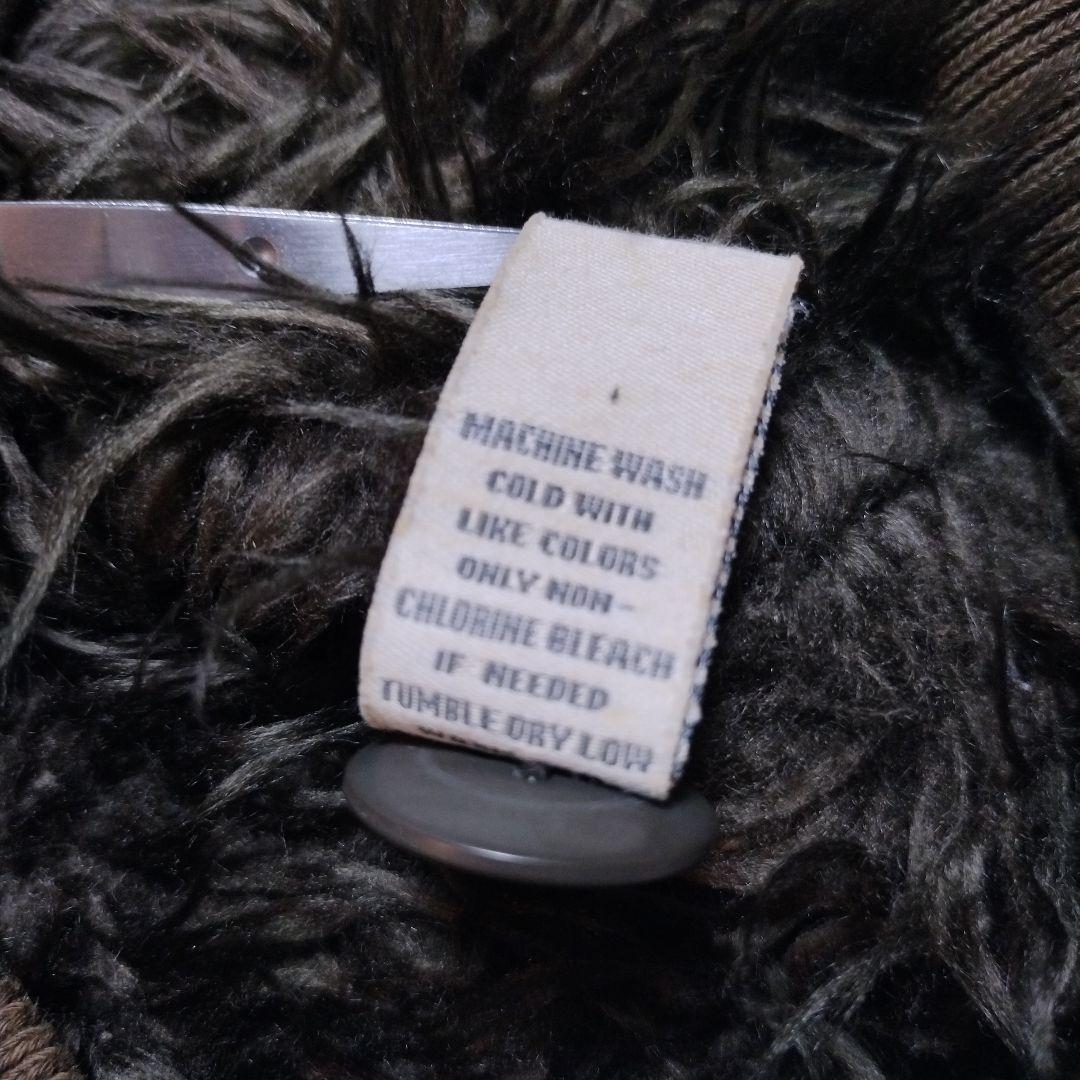 MACHINE WASH
COLD WITH
LIKE COLORS
ONLY NON-
CHLORINE BLEACH
IF NEEDED
TUMBLE DRY LOW